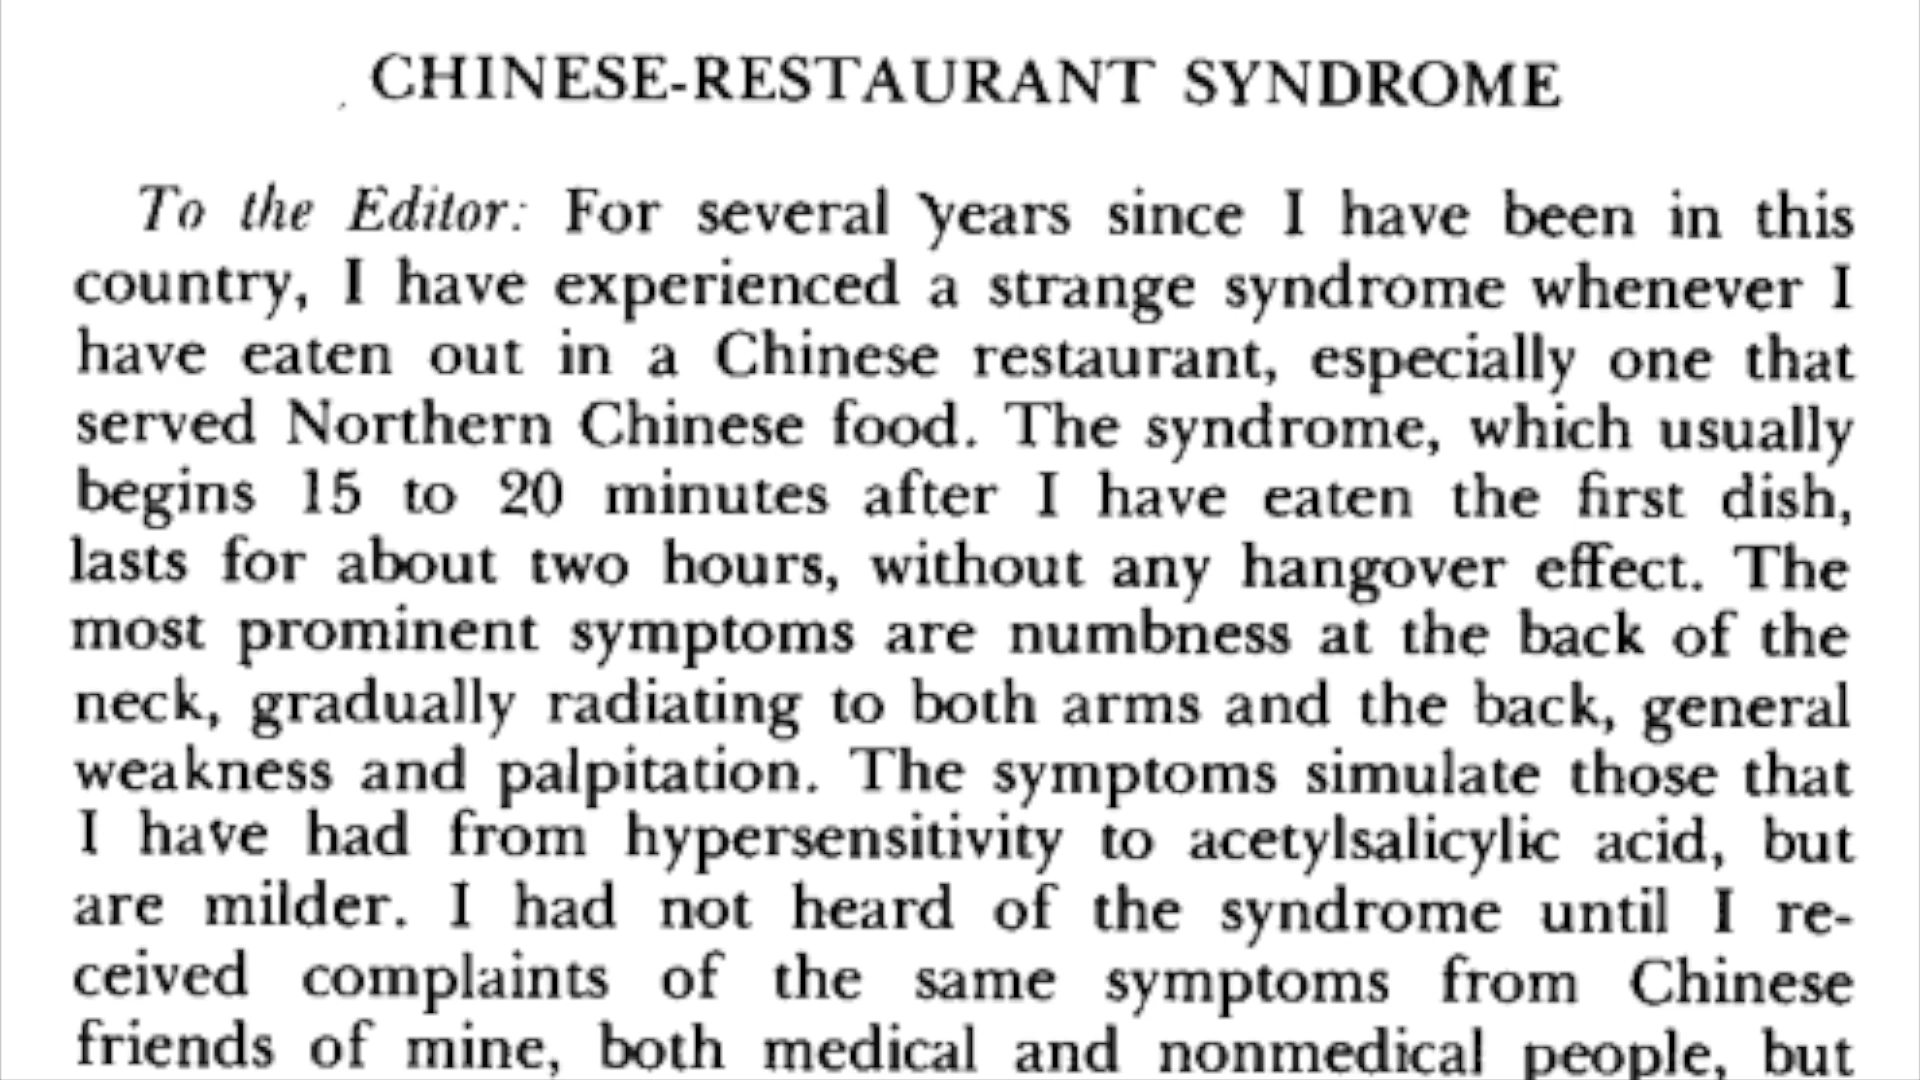 CHINESE-RESTAURANT SYNDROME
To the Editor: For several years since I have been in this
country, I have experienced a strange syndrome whenever I
have eaten out in a Chinese restaurant, especially one that
served Northern Chinese food. The syndrome, which usually
begins 15 to 20 minutes after I have eaten the first dish,
lasts for about two hours, without any hangover effect. The
most prominent symptoms are numbness at the back of the
neck, gradually radiating to both arms and the back, general
weakness and palpitation. The symptoms simulate those that
I have had from hypersensitivity to acetylsalicylic acid, but
are milder. I had not heard of the syndrome until I re-
ceived complaints of the same symptoms from Chinese
friends of mine, both medical and nonmedical people, but